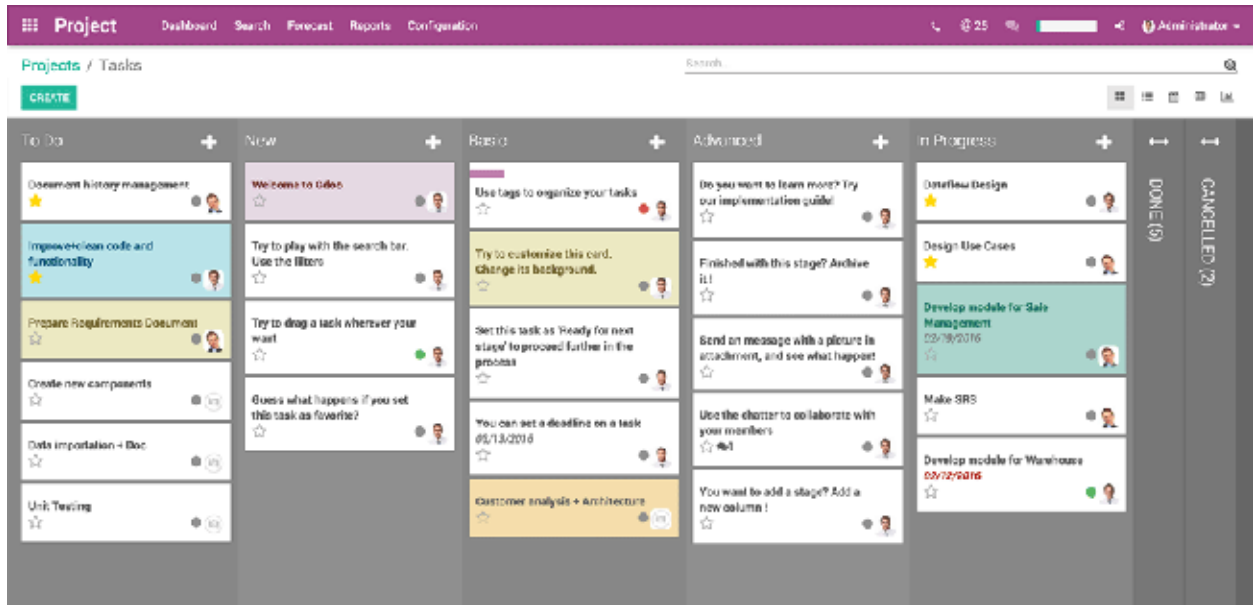 Project
Dashboard Search Forecast Reports Configuration
@ 25
Administrator
Projects / Tasks
Search...
CREATE
To Do
Document history management
Improve+clean code and
functionality
Prepare Requirements Document
Create new components
Data importation + Doc
Unit Testing
New
Welcome to Odoo
Try to play with the search bar.
Use the filters
Try to drag a task wherever your
want
Guess what happens if you set
this task as favorite?
Basic
Use tags to organize your tasks
Try to customize this card.
Change its background.
Set this task as 'Ready for next
stage' to proceed further in the
process
You can set a deadline on a task
/13/2016
Customer analysis + Architecture
Advanced
Do you want to learn more? Try
our implementation guide!
Finished with this stage? Archive
it!
Send an message with a picture in
attachment, and see what happen!
Use the chatter to collaborate with
your members
You want to add a stage? Add a
new column !
In Progress
Dataflow Design
Design Use Cases
Develop module for Sale
Management
Make SRS
Develop module for Warehouse
DONE (5)
CANCELLED (2)